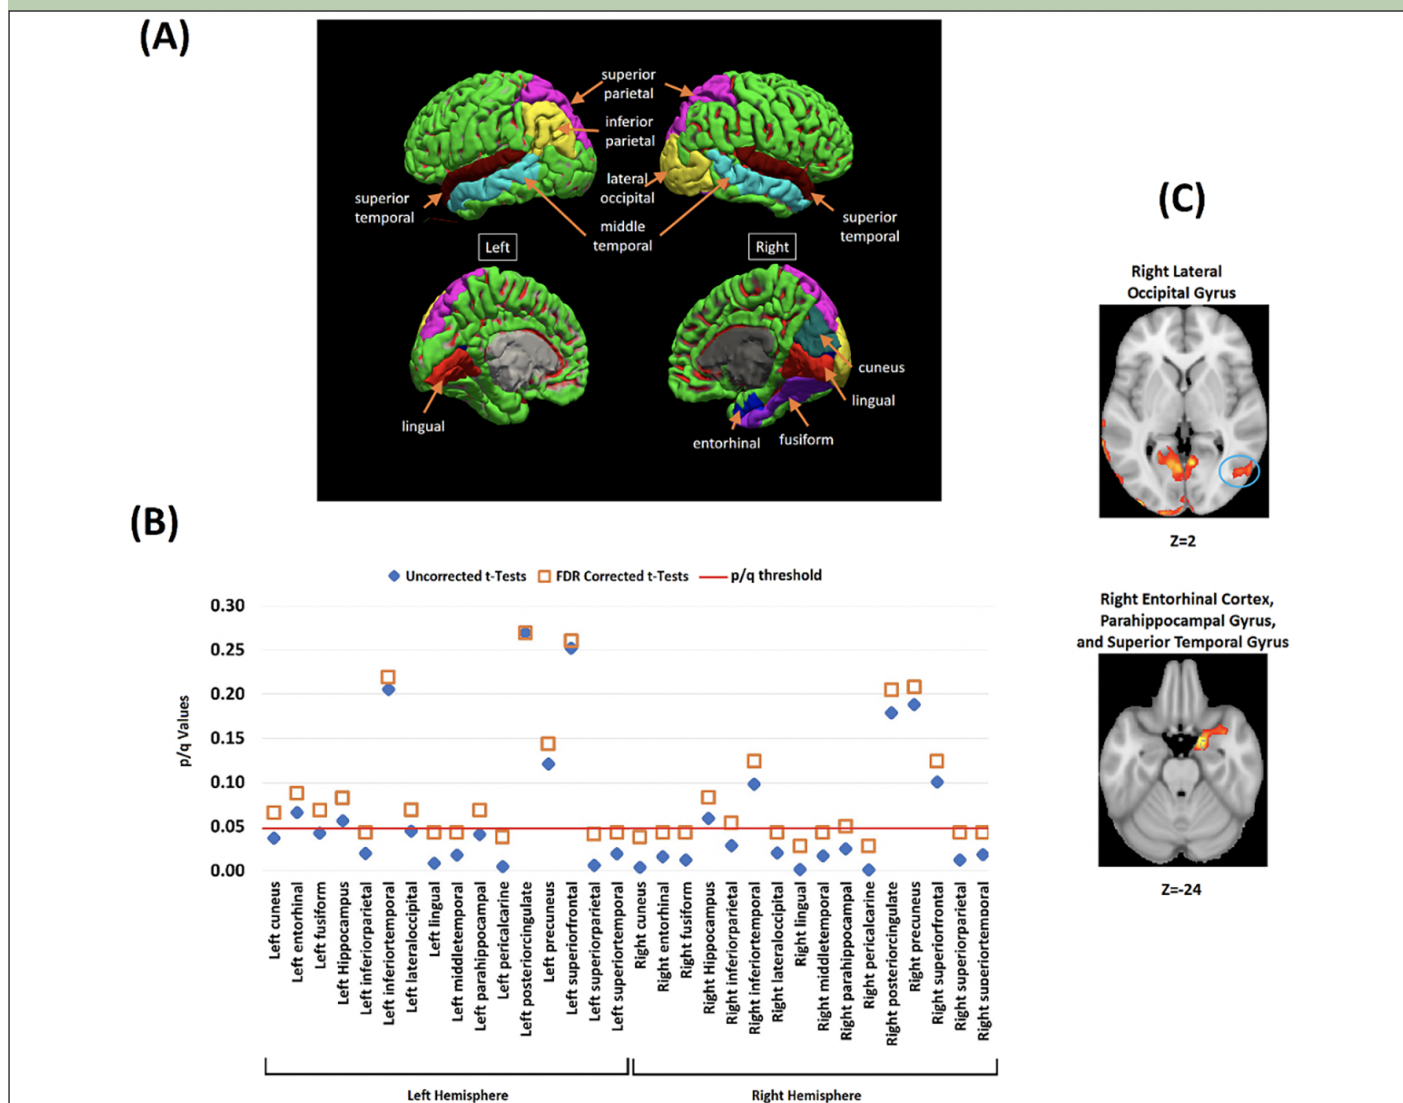 (A)
superior
parietal
inferior
parietal
lateral
occipital
superior
temporal
middle
temporal
superior
temporal
Left
Right
cuneus
lingual
lingual
entorhinal
fusiform
(C)
Right Lateral
Occipital Gyrus
Z=2
Right Entorhinal Cortex,
Parahippocampal Gyrus,
and Superior Temporal Gyrus
Z=-24
(B)
Uncorrected t-Tests
FDR Corrected t-Tests
p/q threshold
p/q Values
0.30
0.25
0.20
0.15
0.10
0.05
0.00
Left cuneus
Left entorhinal
Left fusiform
Left Hippocampus
Left inferiorparietal
Left inferiortemporal
Left lateraloccipital
Left lingual
Left middletemporal
Left parahippocampal
Left pericalcarine
Left posteriorcingulate
Left precuneus
Left superiorfrontal
Left superiorparietal
Left superiortemporal
Right cuneus
Right entorhinal
Right fusiform
Right Hippocampus
Right inferiorparietal
Right inferiortemporal
Right lateraloccipital
Right lingual
Right middletemporal
Right parahippocampal
Right pericalcarine
Right posteriorcingulate
Right precuneus
Right superiorfrontal
Right superiorparietal
Right superiortemporal
Left Hemisphere
Right Hemisphere